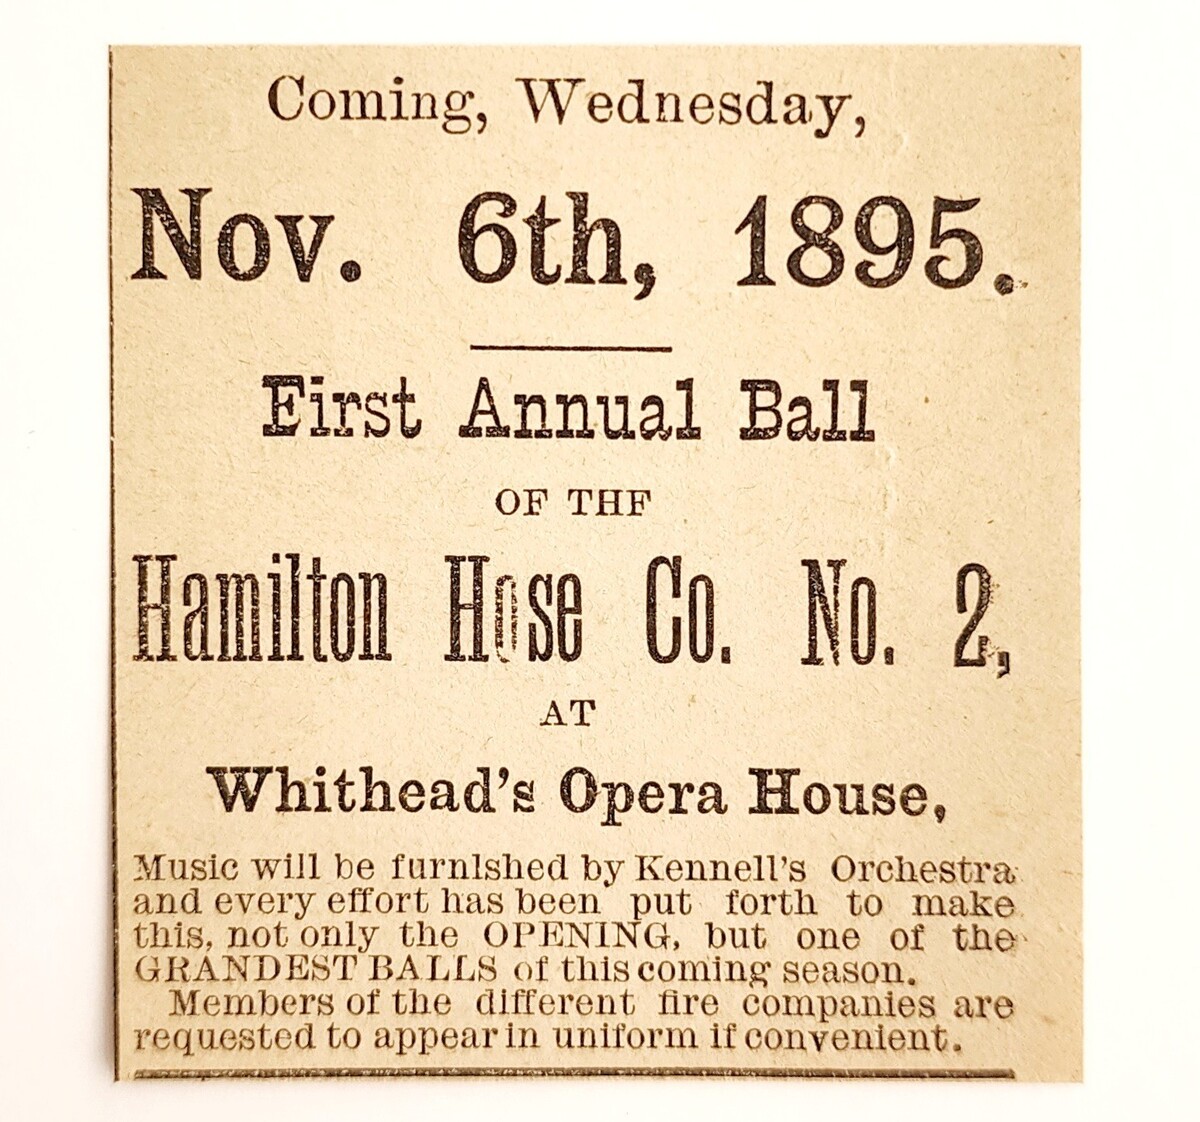 Coming, Wednesday,
Nov. 6th, 1895.
First Annual Ball
OF THF
Hamilton Hose Co. No. 2,
AT
Whithead's Opera House,
Music will be furnlshed by Kennell's Orchestra
and every effort has been put forth to make
this, not only the OPENING, but one of the
GRANDEST BALLS of this coming season.
Members of the different fire companies are
requested to appear in uniform if convenient.